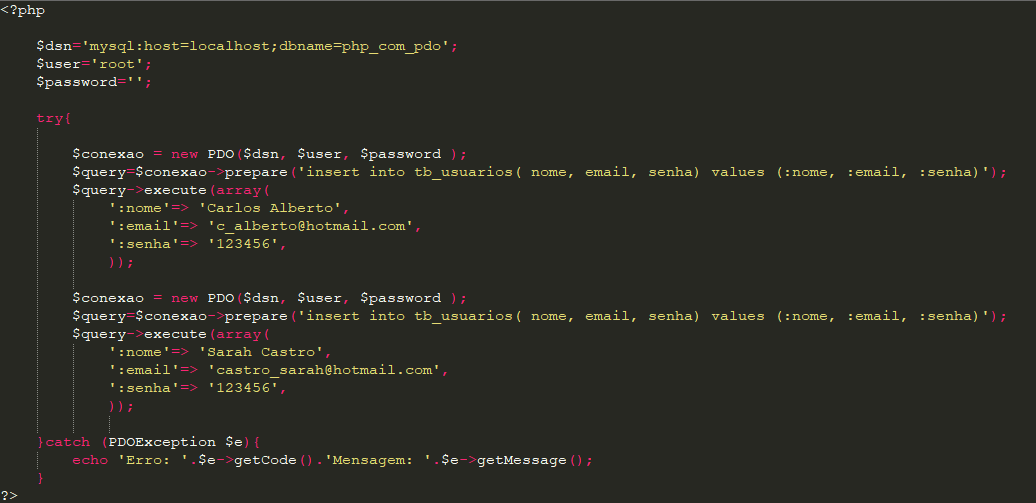 <?php
$dsn='mysql:host=localhost;dbname=php_com_pdo';
$user='root';
$password='';
try{
$conexao = new PDO($dsn, $user, $password );
$query=$conexao->prepare('insert into tb_usuarios( nome, email, senha) values (:nome, :email, :senha)');
$query->execute(array(
':nome'=> 'Carlos Alberto',
':email'=> 'c_alberto@hotmail.com',
':senha'=> '123456',
));
$conexao = new PDO($dsn, $user, $password );
$query=$conexao->prepare('insert into tb_usuarios( nome, email, senha) values (:nome, :email, :senha)');
$query->execute(array(
':nome'=> 'Sarah Castro',
':email'=> 'castro_sarah@hotmail.com',
':senha'=> '123456',
));
}catch (PDOException $e){
echo 'Erro: '.$e->getCode().'Mensagem: '.$e->getMessage();
}
?>